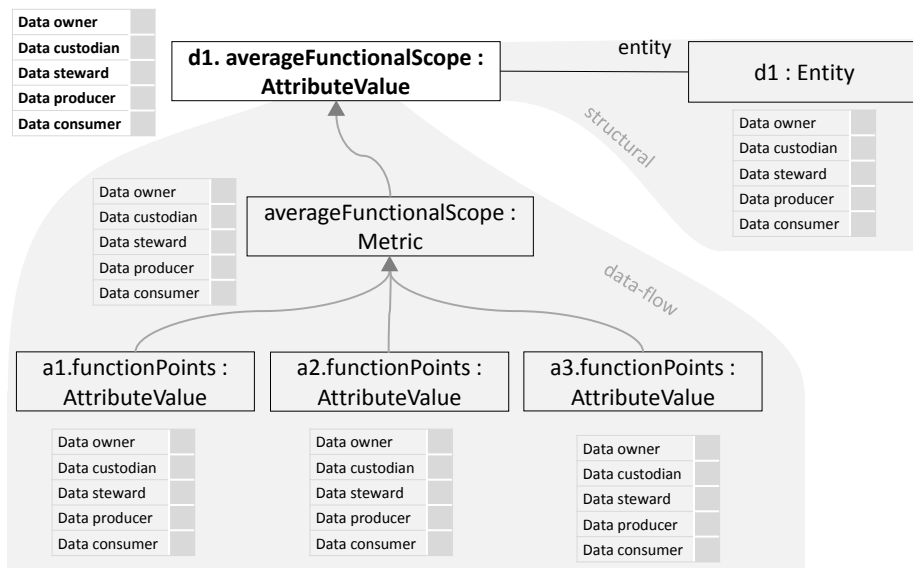 Data owner
Data custodian
Data steward
Data producer
Data consumer
d1. averageFunctionalScope :
AttributeValue
entity
d1 : Entity
structural
Data owner
Data custodian
Data steward
Data producer
Data consumer
Data owner
Data custodian
Data steward
Data producer
Data consumer
averageFunctionalScope :
Metric
data-flow
a1.functionPoints :
AttributeValue
a2.functionPoints :
AttributeValue
a3.functionPoints :
AttributeValue
Data owner
Data custodian
Data steward
Data producer
Data consumer
Data owner
Data custodian
Data steward
Data producer
Data consumer
Data owner
Data custodian
Data steward
Data producer
Data consumer